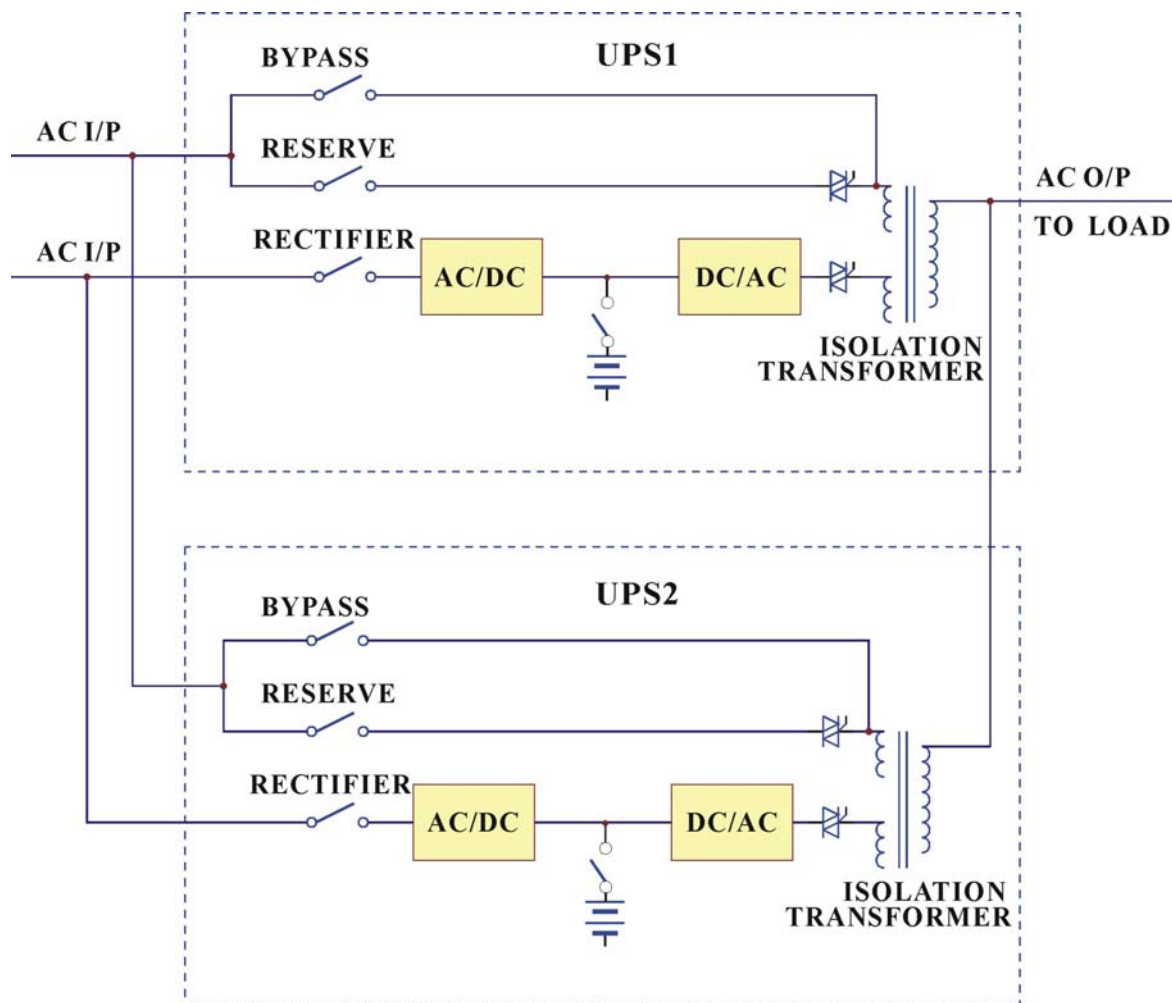 UPS1
BYPASS
AC I/P
RESERVE
AC O/P
TO LOAD
AC I/P
RECTIFIER
AC/DC
DC/AC
ISOLATION
TRANSFORMER
UPS2
BYPASS
RESERVE
RECTIFIER
AC/DC
DC/AC
ISOLATION
TRANSFORMER